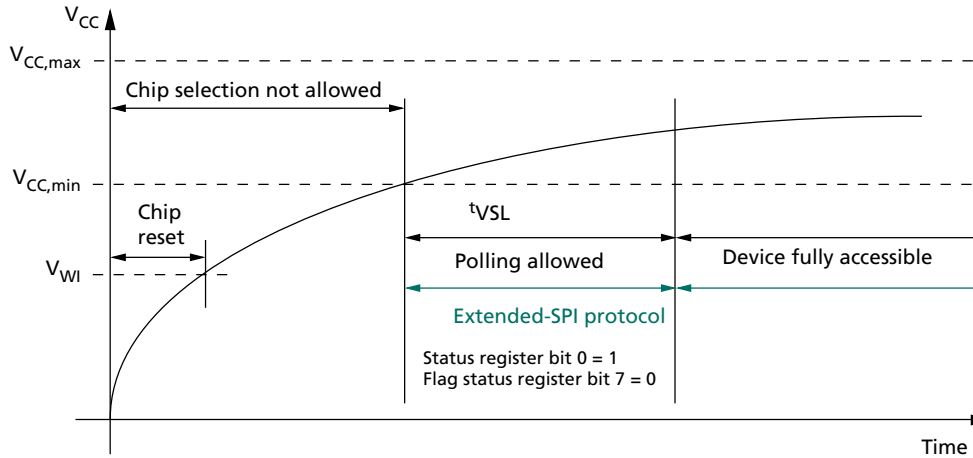 VCC
VCC,max
Chip selection not allowed
VCC,min
Chip
reset
tVSL
VWI
Polling allowed
Device fully accessible
Extended-SPI protocol
Status register bit 0 = 1
Flag status register bit 7 = 0
Time